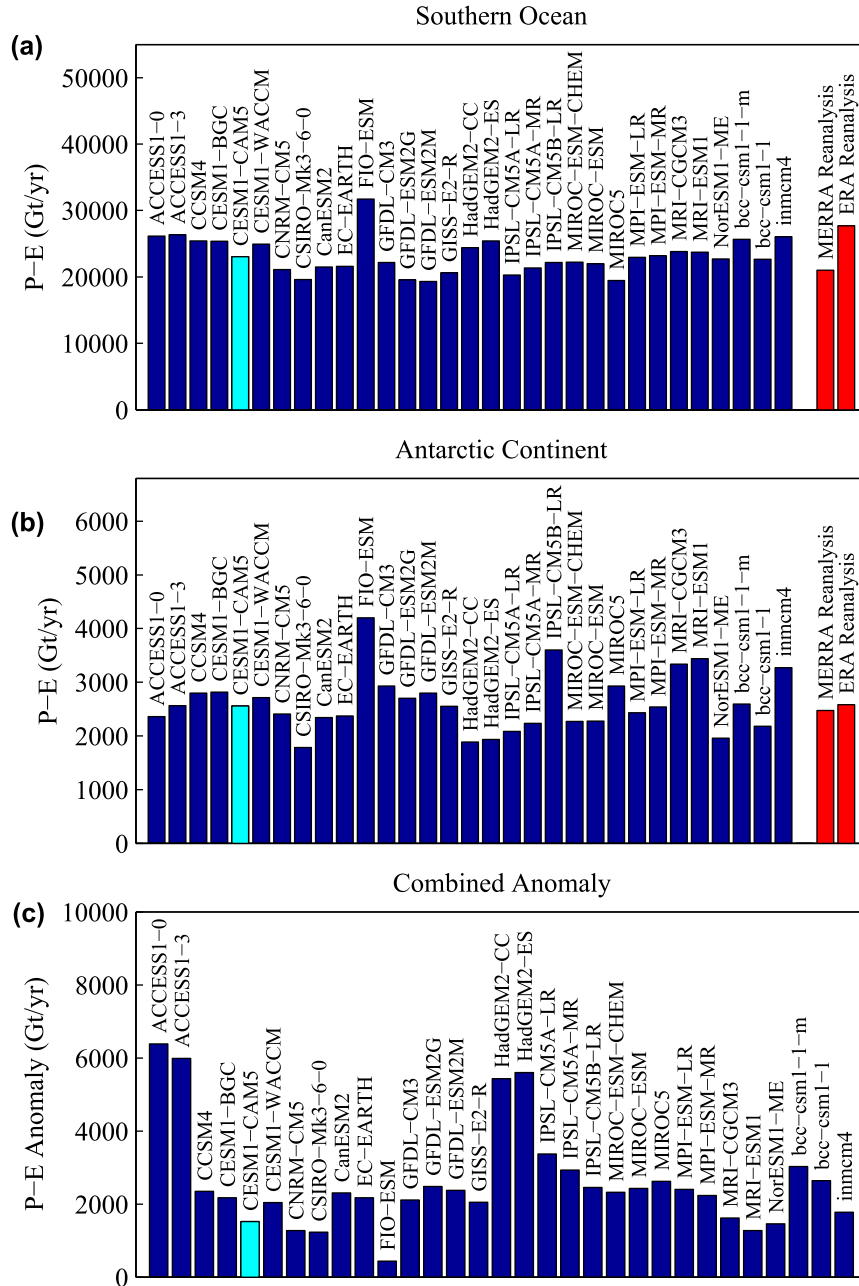 Southern Ocean
(a)
P−E (Gt/yr)
50000
40000
30000
20000
10000
0
ACCESS1−0
ACCESS1−3
CCSM4
CESM1−BGC
CESM1−CAM5
CESM1−WACCM
CNRM−CM5
CSIRO−Mk3−6−0
CanESM2
EC−EARTH
FIO−ESM
GFDL−CM3
GFDL−ESM2G
GFDL−ESM2M
GISS−E2−R
HadGEM2−CC
HadGEM2−ES
IPSL−CM5A−LR
IPSL−CM5A−MR
IPSL−CM5B−LR
MIROC−ESM−CHEM
MIROC−ESM
MIROC5
MPI−ESM−LR
MPI−ESM−MR
MRI−CGCM3
MRI−ESM1
NorESM1−ME
bcc−csm1−1−m
bcc−csm1−1
inmcm4
MERRA Reanalysis
ERA Reanalysis
Antarctic Continent
(b)
P−E (Gt/yr)
6000
5000
4000
3000
2000
1000
0
ACCESS1−0
ACCESS1−3
CCSM4
CESM1−BGC
CESM1−CAM5
CESM1−WACCM
CNRM−CM5
CSIRO−Mk3−6−0
CanESM2
EC−EARTH
FIO−ESM
GFDL−CM3
GFDL−ESM2G
GFDL−ESM2M
GISS−E2−R
HadGEM2−CC
HadGEM2−ES
IPSL−CM5A−LR
IPSL−CM5A−MR
IPSL−CM5B−LR
MIROC−ESM−CHEM
MIROC−ESM
MIROC5
MPI−ESM−LR
MPI−ESM−MR
MRI−CGCM3
MRI−ESM1
NorESM1−ME
bcc−csm1−1−m
bcc−csm1−1
inmcm4
MERRA Reanalysis
ERA Reanalysis
Combined Anomaly
(c)
P−E Anomaly (Gt/yr)
10000
8000
6000
4000
2000
0
ACCESS1−0
ACCESS1−3
CCSM4
CESM1−BGC
CESM1−CAM5
CESM1−WACCM
CNRM−CM5
CSIRO−Mk3−6−0
CanESM2
EC−EARTH
FIO−ESM
GFDL−CM3
GFDL−ESM2G
GFDL−ESM2M
GISS−E2−R
HadGEM2−CC
HadGEM2−ES
IPSL−CM5A−LR
IPSL−CM5A−MR
IPSL−CM5B−LR
MIROC−ESM−CHEM
MIROC−ESM
MIROC5
MPI−ESM−LR
MPI−ESM−MR
MRI−CGCM3
MRI−ESM1
NorESM1−ME
bcc−csm1−1−m
bcc−csm1−1
inmcm4